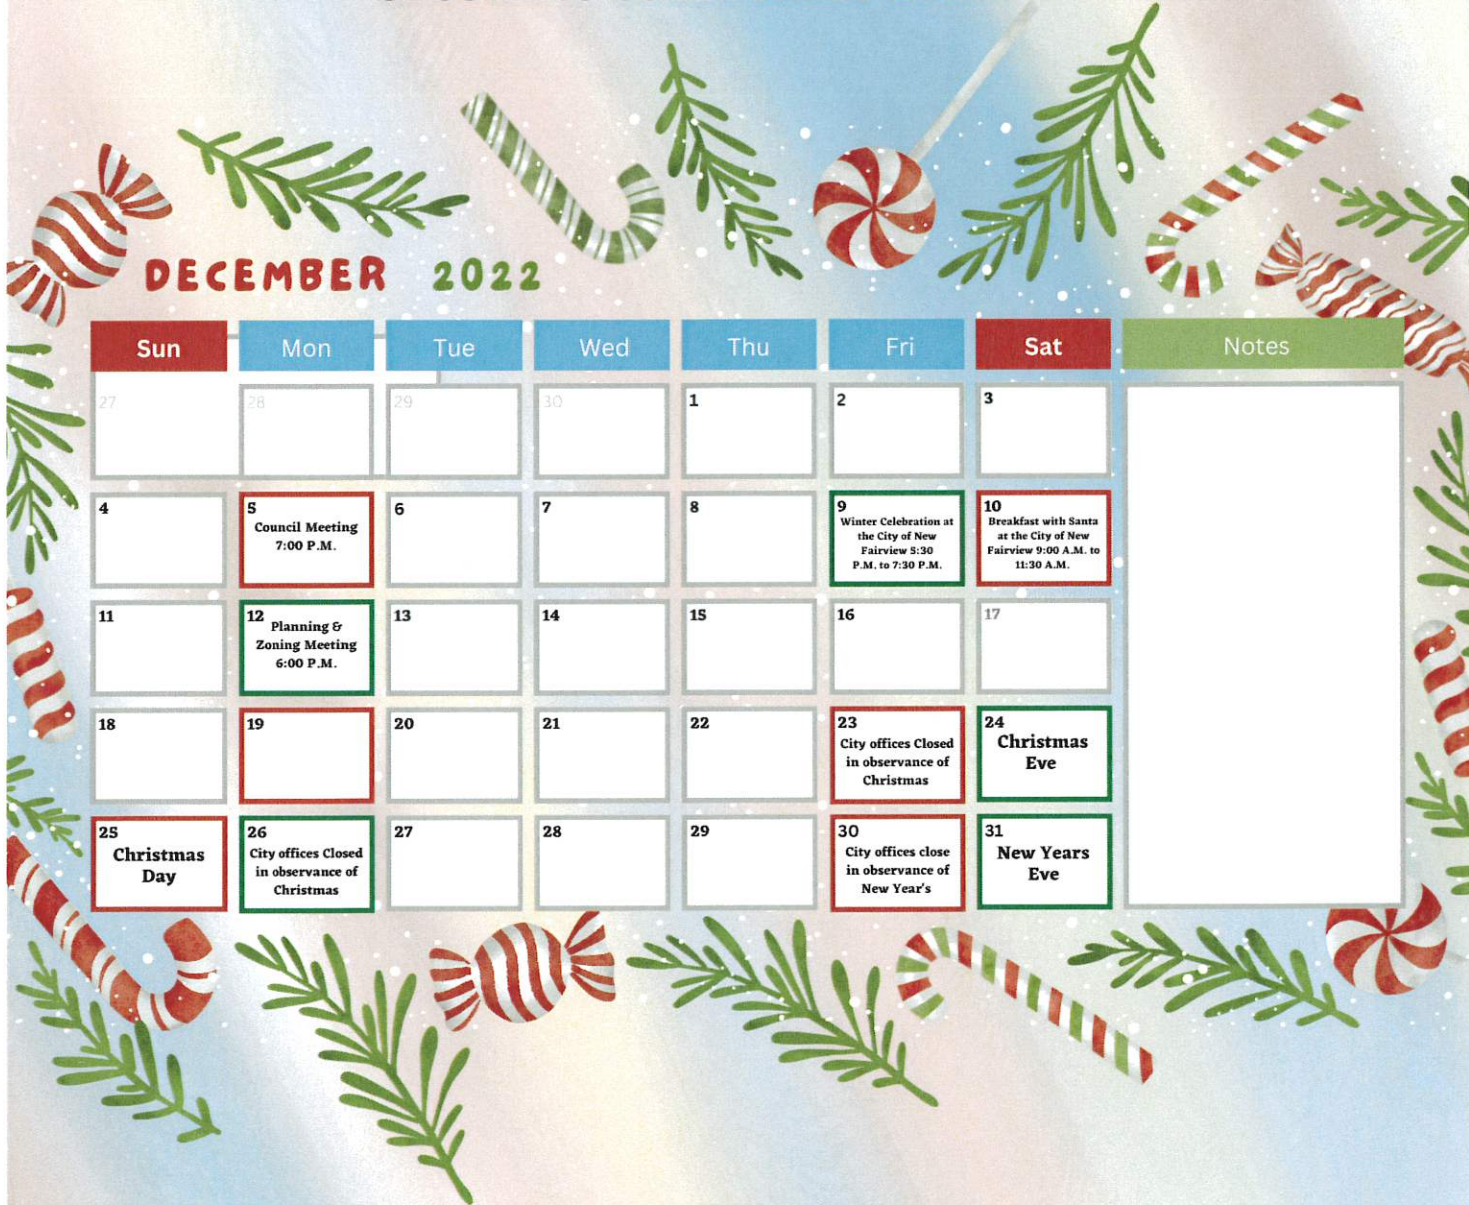 DECEMBER 2022
Sun Mon Tue Wed Thu Fri Sat Notes
27 28 29 30 1 2 3
4
5
Council Meeting
7:00 P.M.
6
7
8
9
Winter Celebration at
the City of New
Fairview 5:30
P.M. to 7:30 P.M.
10
Breakfast with Santa
at the City of New
Fairview 9:00 A.M. to
11:30 A.M.
11
12
Planning &
Zoning Meeting
6:00 P.M.
13
14
15
16
17
18
19
20
21
22
23
City offices Closed
in observance of
Christmas
24
Christmas
Eve
25
Christmas
Day
26
City offices Closed
in observance of
Christmas
27
28
29
30
City offices close
in observance of
New Year's
31
New Years
Eve